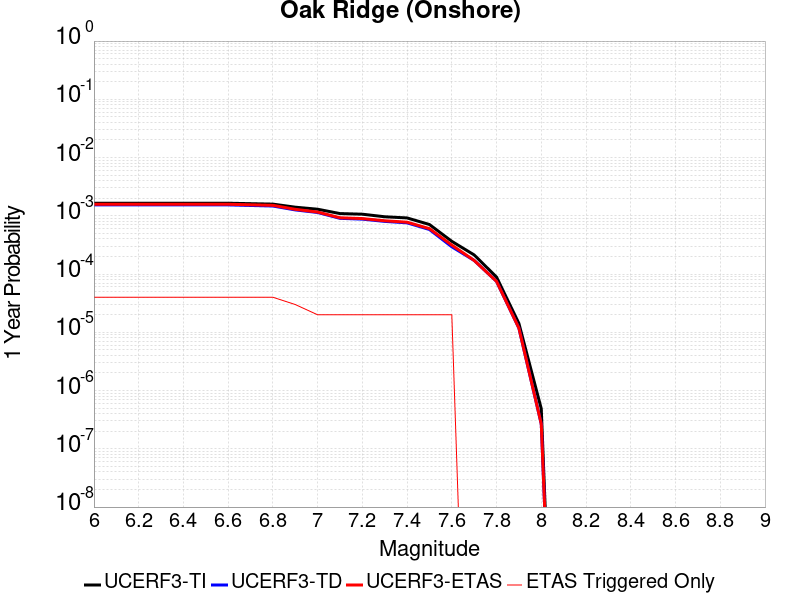 Oak Ridge (Onshore)
10^0
10^-1
10^-2
10^-3
10^-4
10^-5
10^-6
10^-7
10^-8
1 Year Probability
6 6.2 6.4 6.6 6.8 7 7.2 7.4 7.6 7.8 8 8.2 8.4 8.6 8.8 9
Magnitude
UCERF3-TI UCERF3-TD UCERF3-ETAS ETAS Triggered Only